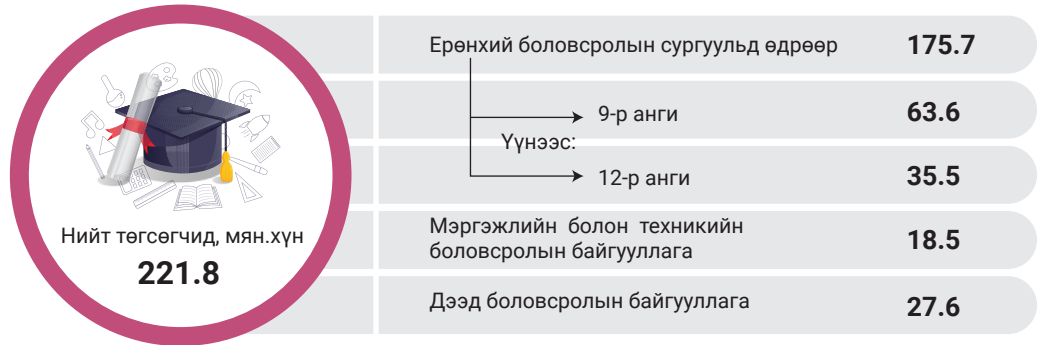 Нийт төгсөгчид, мян.хүн
221.8
Ерөнхий боловсролын сургуульд өдрөөр 175.7
9-р анги 63.6
Үүнээс:
12-р анги 35.5
Мэргэжлийн болон техникийн
боловсролын байгууллага 18.5
Дээд боловсролын байгууллага 27.6